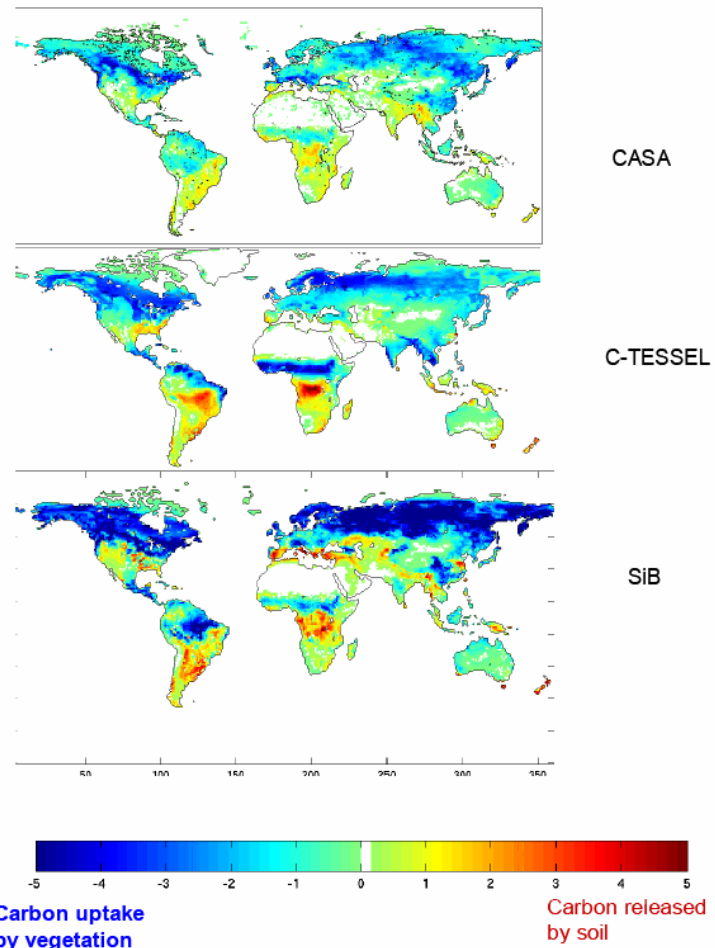 CASA
C-TESSEL
SiB
50 100 150 200 250 300 350
-5 -4 -3 -2 -1 0 1 2 3 4 5
Carbon uptake
by vegetation
Carbon released
by soil